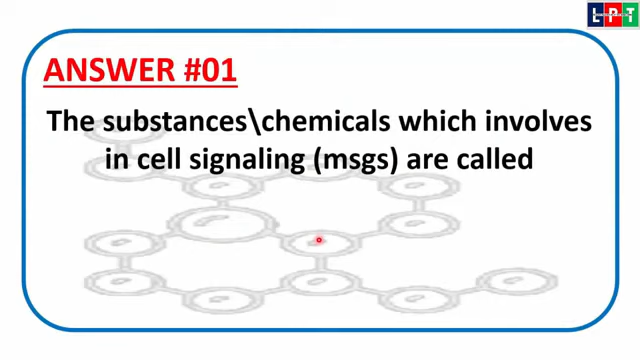 LPT
ANSWER #01
The substances\chemicals which involves
in cell signaling (msgs) are called